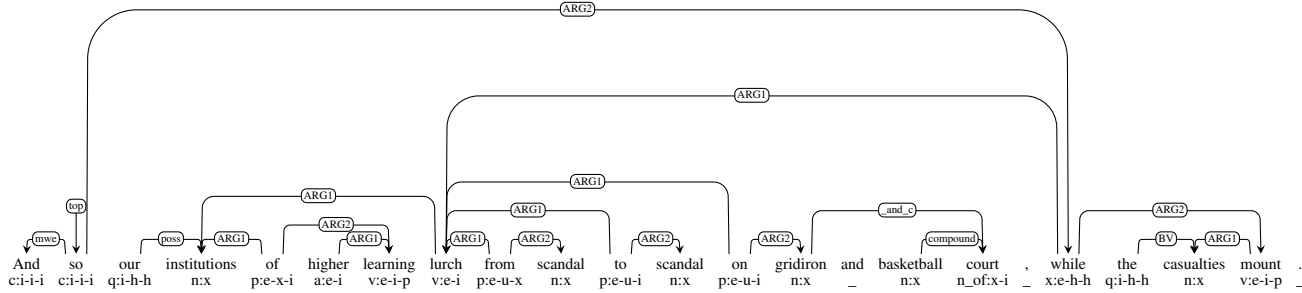 ARG2
ARG1
ARG1
top
ARG1
ARG1 _and_c ARG2
ARG2
mwe poss ARG1 ARG1 ARG1 ARG2 ARG2 ARG2 compound BV ARG1
And so our institutions of higher learning lurch from scandal to scandal on gridiron and basketball court , while the casualties mount .
c:i-i-i c:i-i-i q:i-h-h n:x p:e-x-i a:e-i v:e-i-p v:e-i p:e-u-x n:x p:e-u-i n:x p:e-u-i n:x _ n:x n_of:x-i _ x:e-h-h q:i-h-h n:x v:e-i-p _